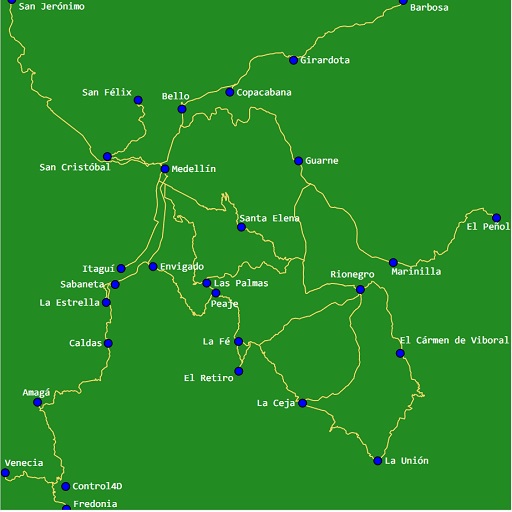 San Jerónimo
Barbosa
Girardota
San Félix
Bello
Copacabana
Guarne
San Cristóbal
Medellín
Santa Elena
El Peñol
Itaguí
Envigado
Marinilla
Rionegro
Sabaneta
Las Palmas
La Estrella
Peaje
Caldas
La Fé
El Cármen de Viboral
El Retiro
Amagá
La Ceja
La Unión
Venecia
Control4D
Fredonia